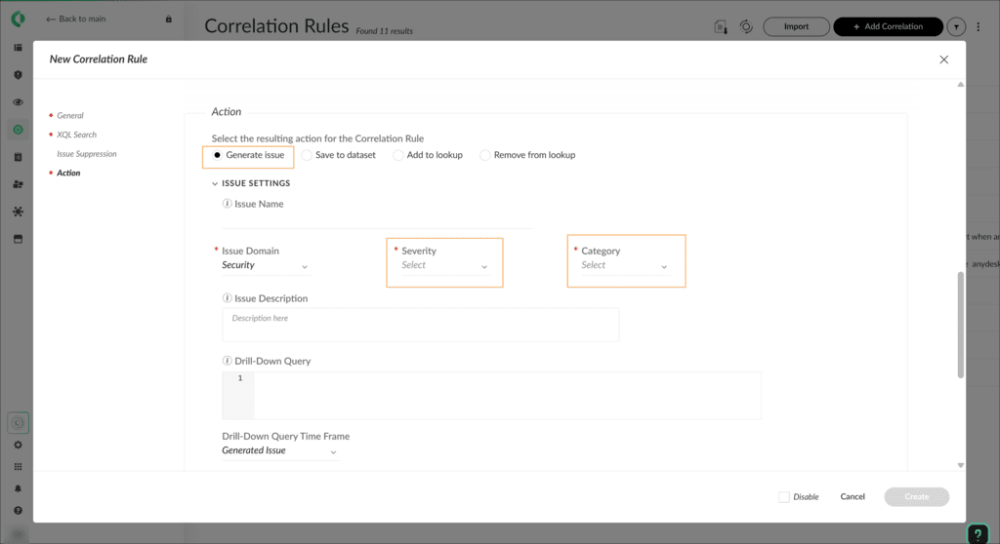 ← Back to main
Correlation Rules Found 11 results
Import
+ Add Correlation
New Correlation Rule
General
XQL Search
Issue Suppression
Action
Action
Select the resulting action for the Correlation Rule
Generate issue Save to dataset Add to lookup Remove from lookup
ISSUE SETTINGS
Issue Name
* Issue Domain * Severity * Category
Security Select Select
Issue Description
Description here
Drill-Down Query
1
Drill-Down Query Time Frame
Generated Issue
Disable Cancel Create
t when
anydesk
?